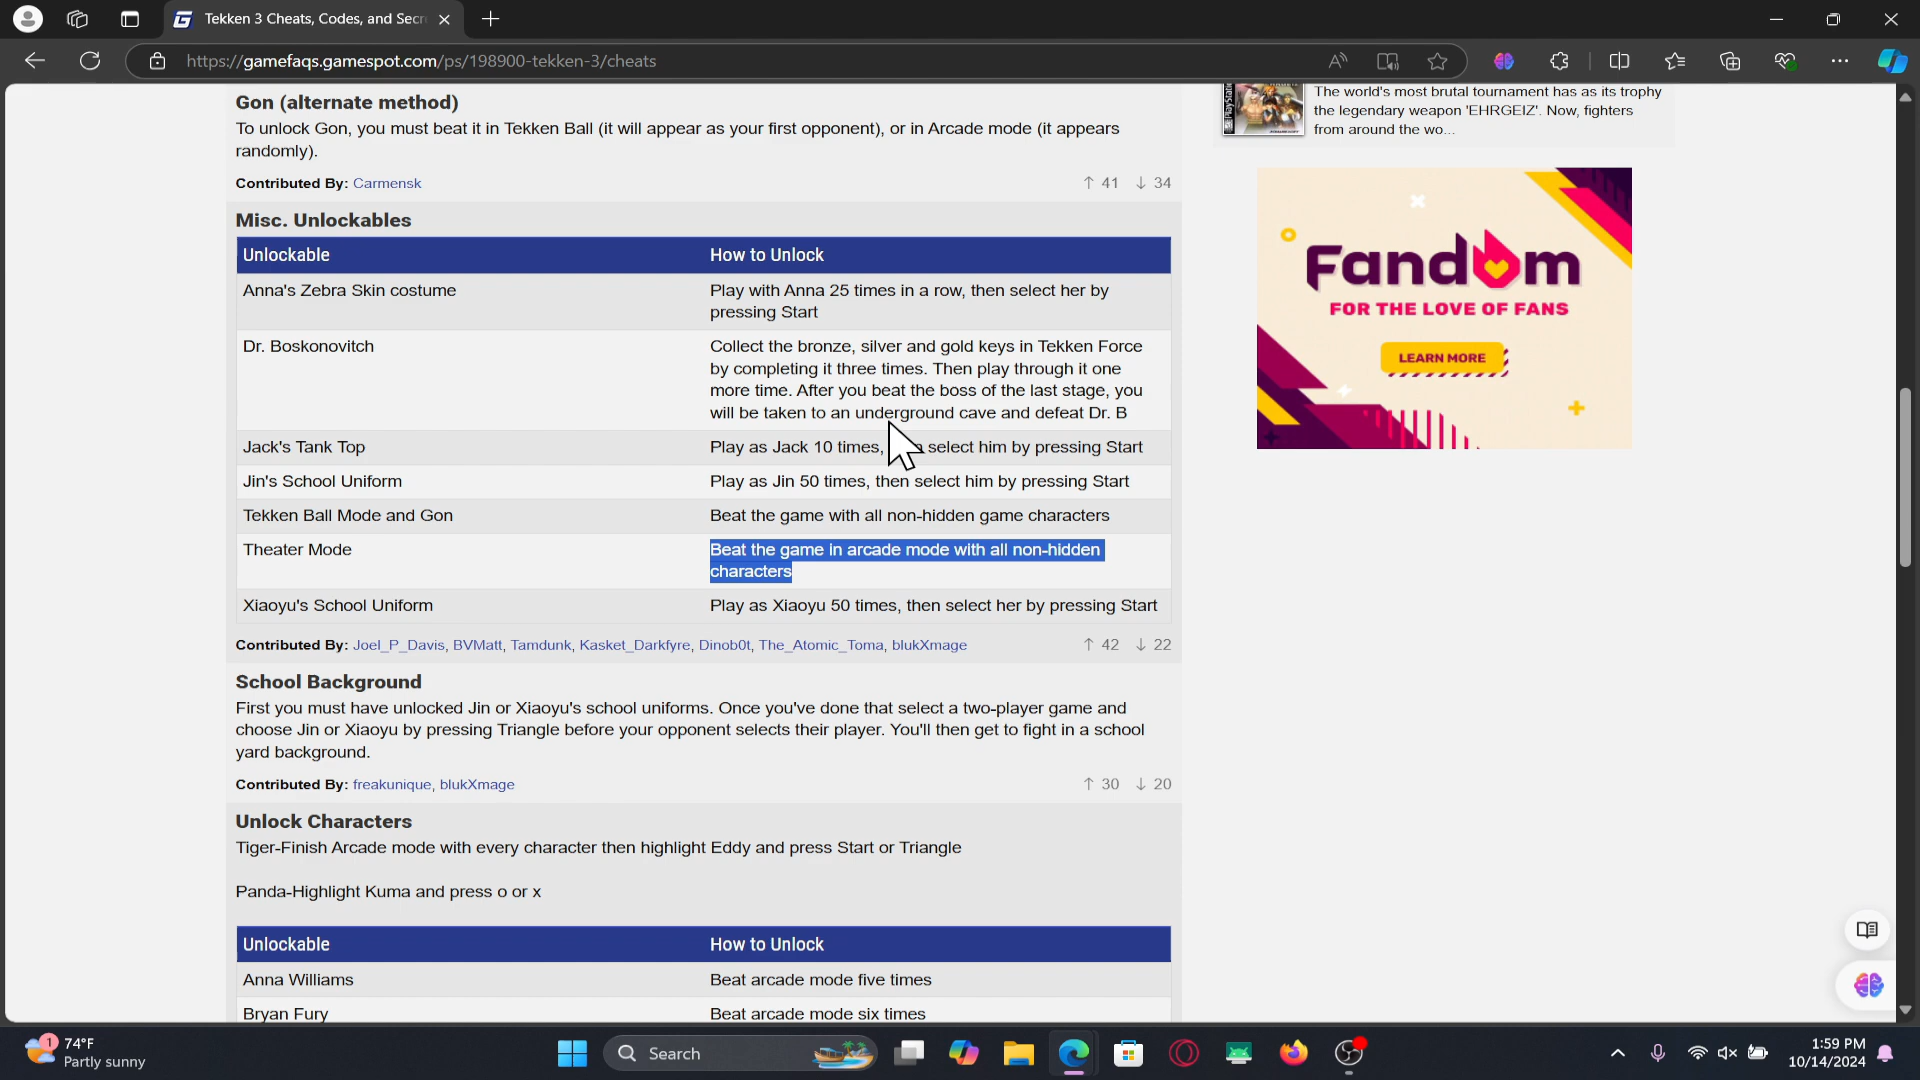 Tekken 3 Cheats, Codes, and Secr
https://gamefaqs.gamespot.com/ps/198900-tekken-3/cheats
Gon (alternate method)
To unlock Gon, you must beat it in Tekken Ball (it will appear as your first opponent), or in Arcade mode (it appears
randomly).
Contributed By: Carmensk ↑ 41 ↓ 34
Misc. Unlockables
Unlockable How to Unlock
Anna's Zebra Skin costume Play with Anna 25 times in a row, then select her by
pressing Start
Dr. Boskonovitch Collect the bronze, silver and gold keys in Tekken Force
by completing it three times. Then play through it one
more time. After you beat the boss of the last stage, you
will be taken to an underground cave and defeat Dr. B
Jack's Tank Top Play as Jack 10 times, select him by pressing Start
Jin's School Uniform Play as Jin 50 times, then select him by pressing Start
Tekken Ball Mode and Gon Beat the game with all non-hidden game characters
Theater Mode Beat the game in arcade mode with all non-hidden
characters
Xiaoyu's School Uniform Play as Xiaoyu 50 times, then select her by pressing Start
Contributed By: Joel_P_Davis, BVMatt, Tamdunk, Kasket_Darkfyre, Dinob0t, The_Atomic_Toma, blukXmage ↑ 42 ↓ 22
School Background
First you must have unlocked Jin or Xiaoyu's school uniforms. Once you've done that select a two-player game and
choose Jin or Xiaoyu by pressing Triangle before your opponent selects their player. You'll then get to fight in a school
yard background.
Contributed By: freakunique, blukXmage ↑ 30 ↓ 20
Unlock Characters
Tiger-Finish Arcade mode with every character then highlight Eddy and press Start or Triangle
Panda-Highlight Kuma and press o or x
Unlockable How to Unlock
Anna Williams Beat arcade mode five times
Bryan Fury Beat arcade mode six times
The world's most brutal tournament has as its trophy
the legendary weapon 'EHRGEIZ'. Now, fighters
from around the wo...
Fandom
FOR THE LOVE OF FANS
LEARN MORE
1
74°F
Partly sunny
Search
1:59 PM
10/14/2024